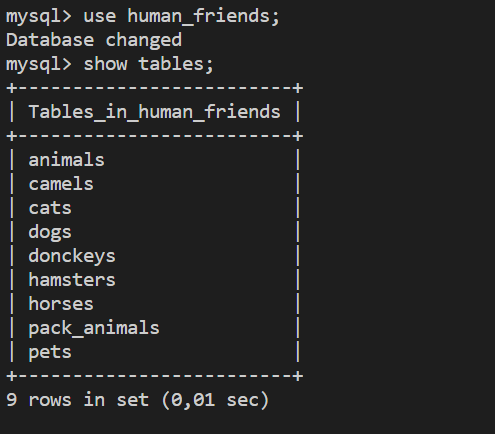 mysql> use human_friends;
Database changed
mysql> show tables;
+-------------------------+
| Tables_in_human_friends |
+-------------------------+
| animals                 |
| camels                  |
| cats                    |
| dogs                    |
| donckeys                |
| hamsters                |
| horses                  |
| pack_animals            |
| pets                    |
+-------------------------+
9 rows in set (0,01 sec)